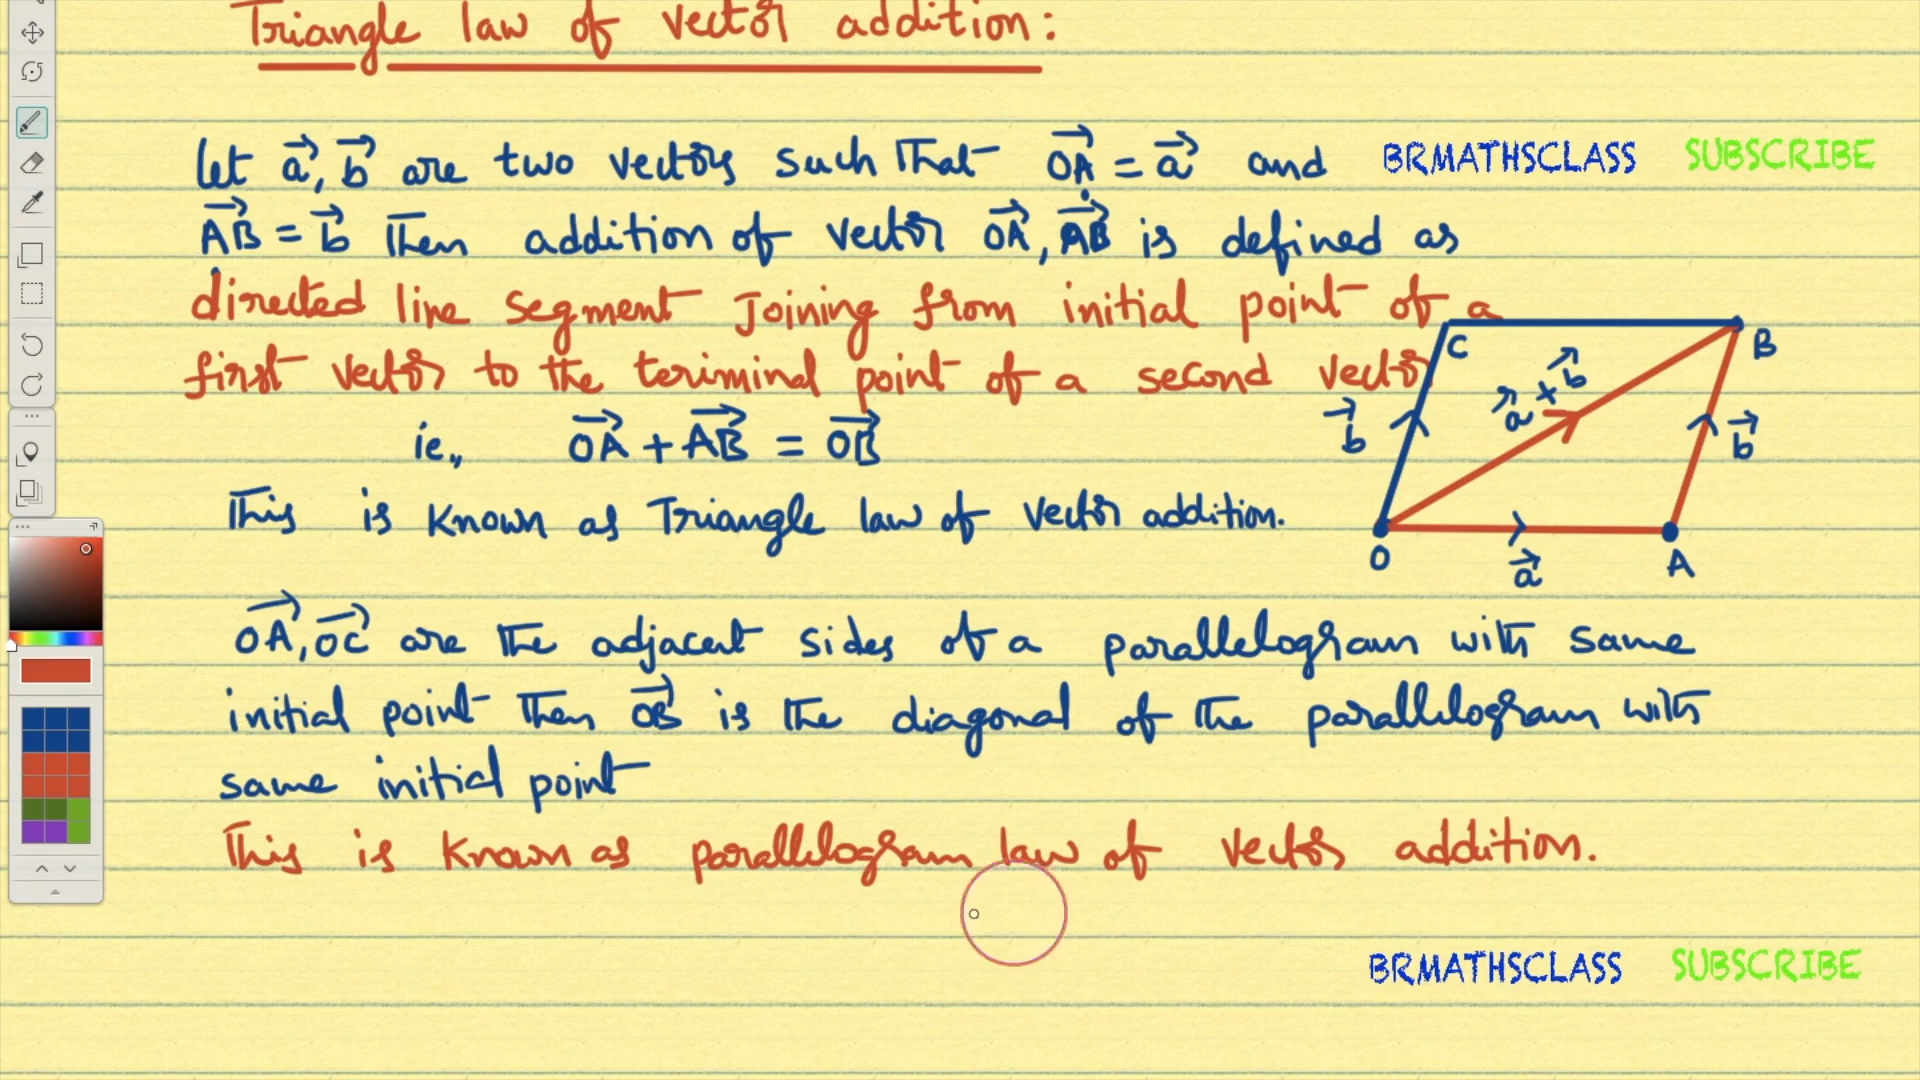 Triangle law of vector addition:
let a⃗, b⃗ are two vectors such that OA⃗ = a⃗ and
BRMATHSCLASS SUBSCRIBE
AB⃗ = b⃗ Then addition of vector OA⃗, AB⃗ is defined as
directed line segment Joining from initial point of a
first vector to the teriminal point of a second vector
ie., OA⃗ + AB⃗ = OB⃗
This is known as Triangle law of vector addition.
C
B
a⃗ + b⃗
b⃗
b⃗
O
a⃗
A
OA⃗, OC⃗ are the adjacent sides of a parallelogram with same
initial point then OB⃗ is the diagonal of the parallelogram with
same initial point
This is known as parallelogram law of vector addition.
BRMATHSCLASS SUBSCRIBE